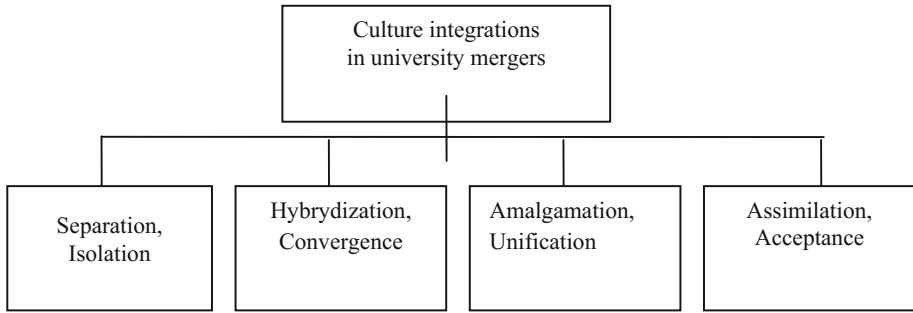 Culture integrations
in university mergers
Separation,
Isolation
Hybrydization,
Convergence
Amalgamation,
Unification
Assimilation,
Acceptance